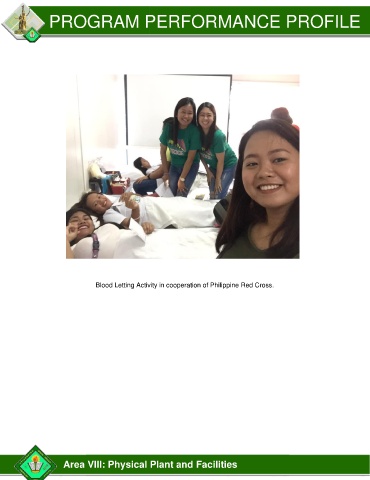 PROGRAM PERFORMANCE PROFILE
Blood Letting Activity in cooperation of Philippine Red Cross.
Area VIII: Physical Plant and Facilities